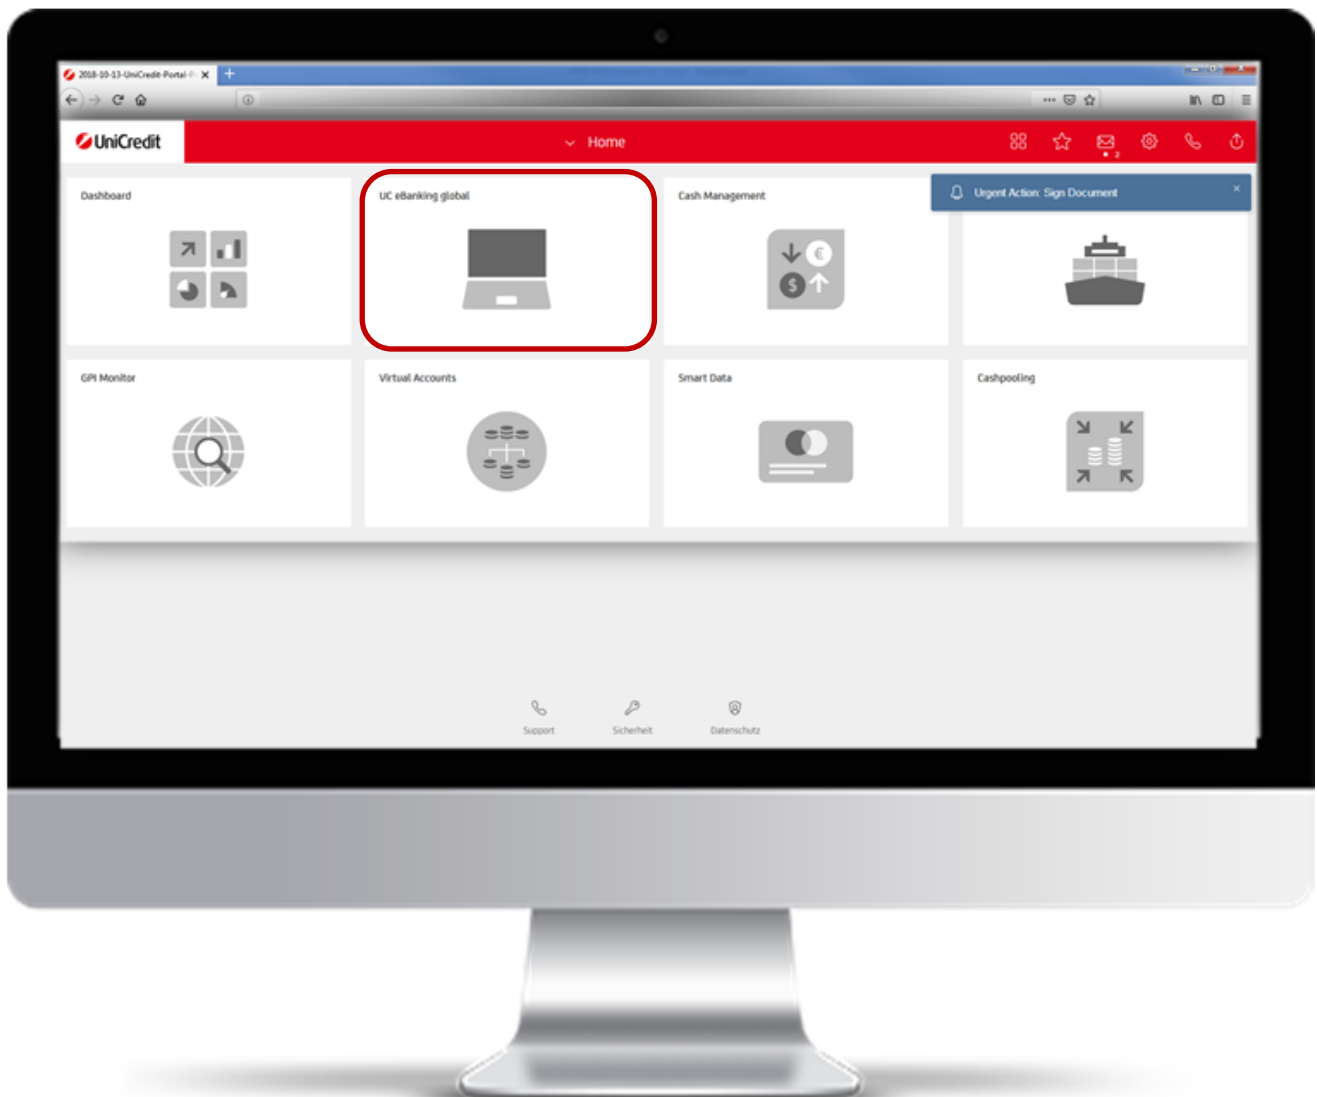 2018-10-13-UniCredit-Portal-P
UniCredit
Home
2
Dashboard
UC eBanking global
Cash Management
Urgent Action: Sign Document
€
$
GPI Monitor
Virtual Accounts
Smart Data
Cashpooling
Support
Sicherheit
Datenschutz